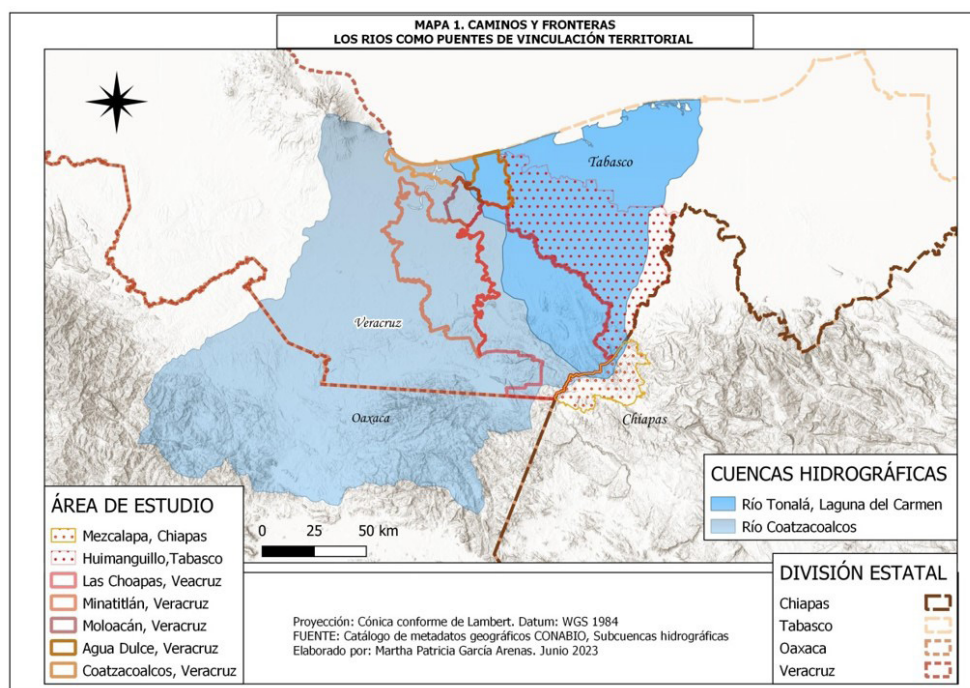 MAPA 1. CAMINOS Y FRONTERAS
LOS RIOS COMO PUENTES DE VINCULACIÓN TERRITORIAL
Tabasco
Veracruz
Oaxaca
Chiapas
CUENCAS HIDROGRÁFICAS
Río Tonalá, Laguna del Carmen
Río Coatzacoalcos
ÁREA DE ESTUDIO
Mezcalapa, Chiapas
Huimanguillo,Tabasco
Las Choapas, Veacruz
Minatitlán, Veracruz
Moloacán, Veracruz
Agua Dulce, Veracruz
Coatzacoalcos, Veracruz
0 25 50 km
Proyección: Cónica conforme de Lambert. Datum: WGS 1984
FUENTE: Catálogo de metadatos geográficos CONABIO, Subcuencas hidrográficas
Elaborado por: Martha Patricia García Arenas. Junio 2023
DIVISIÓN ESTATAL
Chiapas
Tabasco
Oaxaca
Veracruz